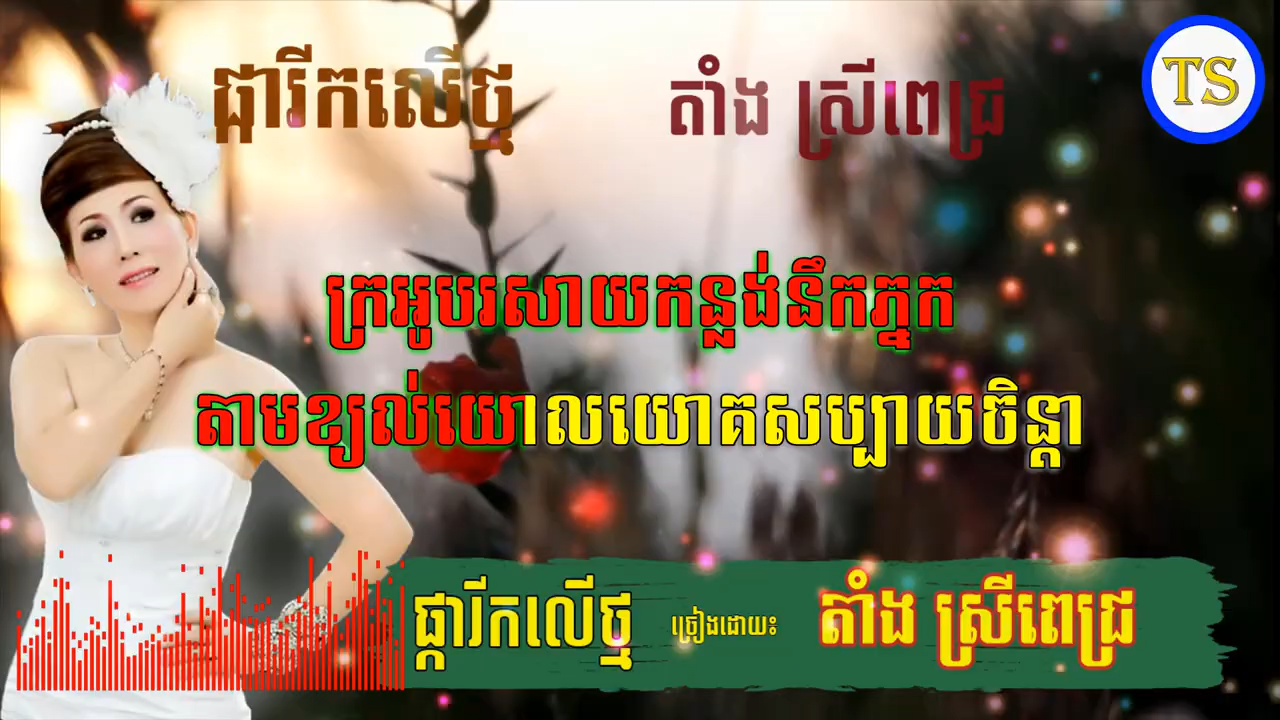 ផ្ការីកលើថ្ម តាំង ស្រីពេជ្រ
TS
ក្រអូបរសាយកន្លង់នឹកភ្នក
តាមខ្យល់យោលយោគសប្បាយចិន្តា
ផ្ការីកលើថ្ម ច្រៀងដោយ៖ តាំង ស្រីពេជ្រ